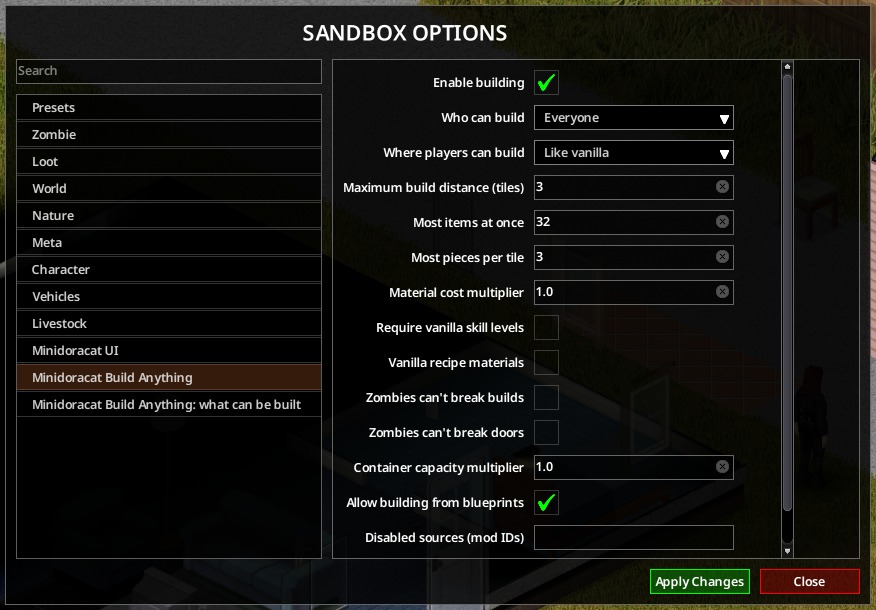 SANDBOX OPTIONS
Search
Presets
Zombie
Loot
World
Nature
Meta
Character
Vehicles
Livestock
Minidoracat UI
Minidoracat Build Anything
Minidoracat Build Anything: what can be built
Enable building
Who can build Everyone
Where players can build Like vanilla
Maximum build distance (tiles) 3
Most items at once 32
Most pieces per tile 3
Material cost multiplier 1.0
Require vanilla skill levels
Vanilla recipe materials
Zombies can't break builds
Zombies can't break doors
Container capacity multiplier 1.0
Allow building from blueprints
Disabled sources (mod IDs)
Apply Changes Close